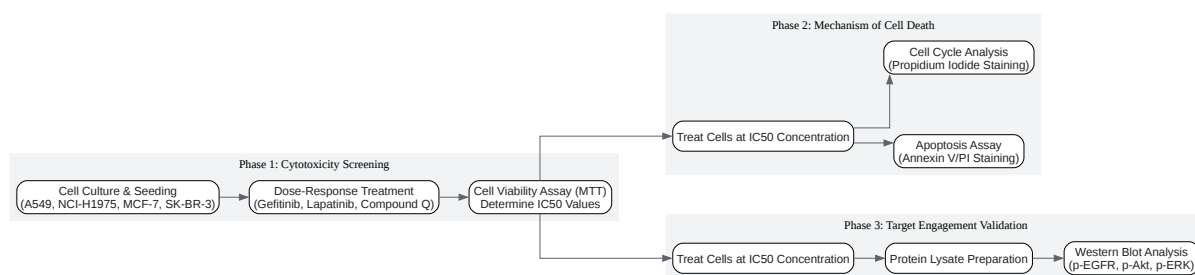 Phase 1: Cytotoxicity Screening
Cell Culture & Seeding
(A549, NCI-H1975, MCF-7, SK-BR-3)
Dose-Response Treatment
(Gefitinib, Lapatinib, Compound Q)
Cell Viability Assay (MTT)
Determine IC50 Values
Phase 2: Mechanism of Cell Death
Treat Cells at IC50 Concentration
Cell Cycle Analysis
(Propidium Iodide Staining)
Apoptosis Assay
(Annexin V/PI Staining)
Phase 3: Target Engagement Validation
Treat Cells at IC50 Concentration
Protein Lysate Preparation
Western Blot Analysis
(p-EGFR, p-Akt, p-ERK)